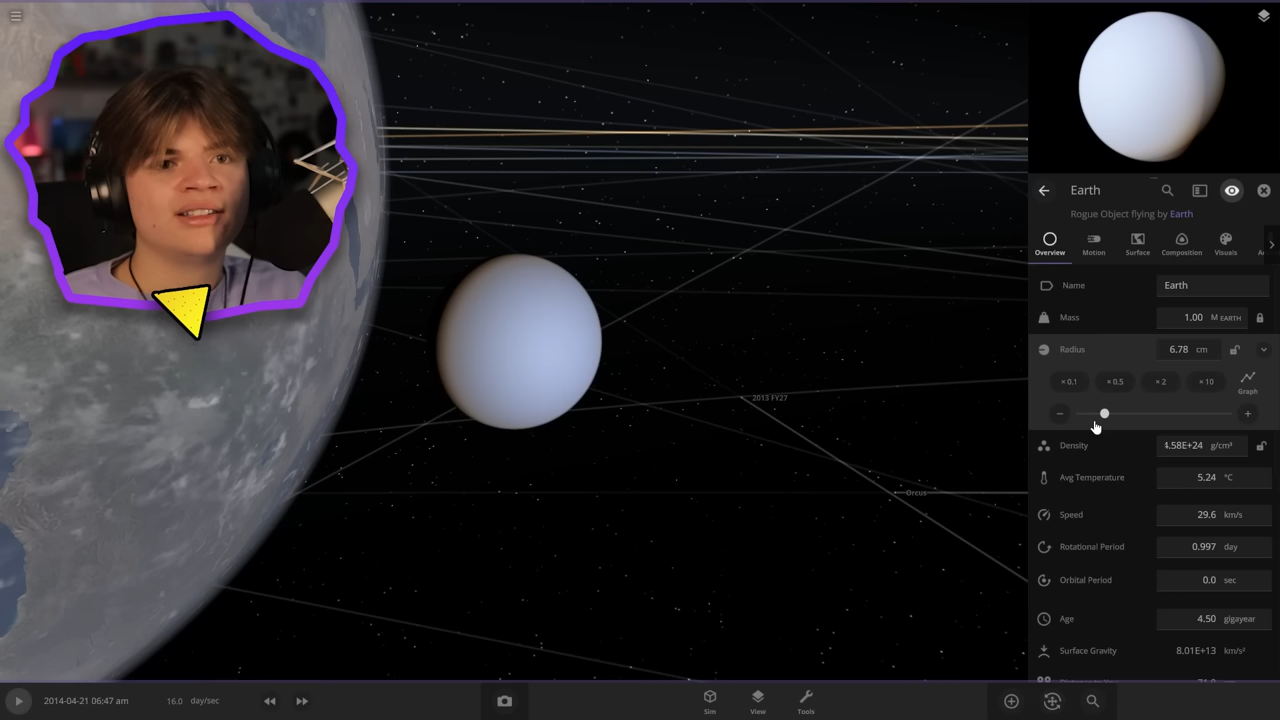 Earth
Rogue Object flying by Earth
Overview Motion Surface Composition Visuals
Name Earth
Mass 1.00 M EARTH
Radius 6.78 cm
× 0.1 × 0.5 × 2 × 10 Graph
2013 FY27
Density 4.58E+24 g/cm³
Avg Temperature 5.24 °C
Orcus
Speed 29.6 km/s
Rotational Period 0.997 day
Orbital Period 0.0 sec
Age 4.50 gigayear
Surface Gravity 8.01E+13 km/s²
2014-04-21 06:47 am 16.0 day/sec
Sim View Tools